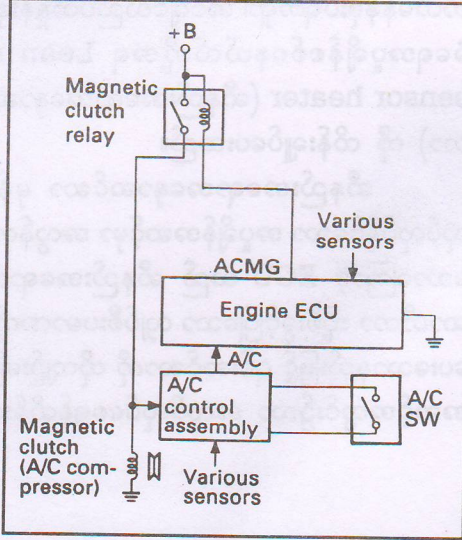 +B
Magnetic
clutch
relay
Various
sensors
ACMG
Engine ECU
A/C
A/C
control
assembly
A/C
SW
Magnetic
clutch
(A/C com-
pressor)
Various
sensors